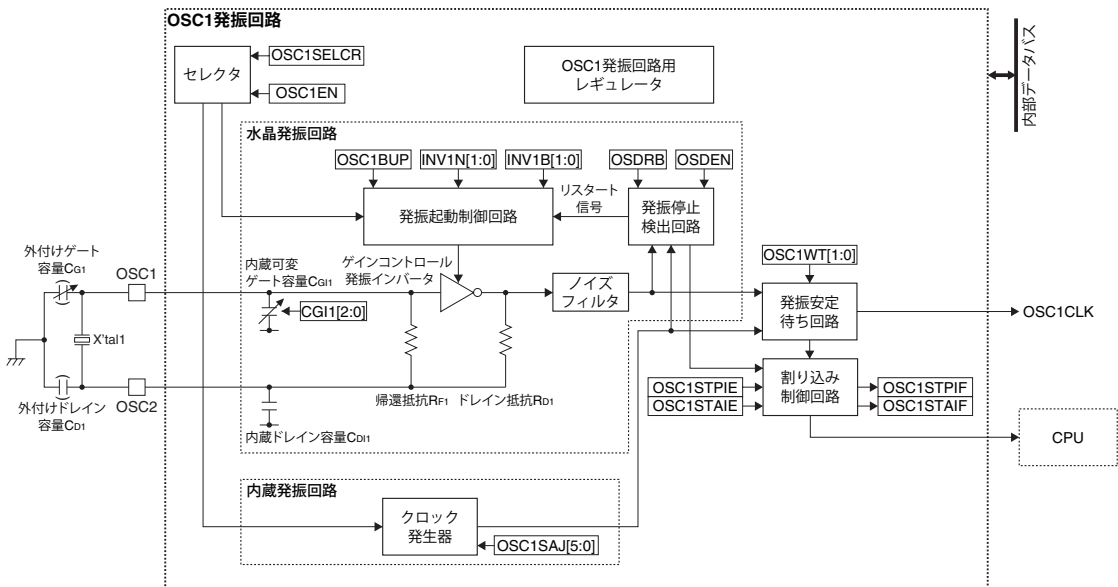 OSC1発振回路
セレクタ
OSC1SELCR
OSC1EN
OSC1発振回路用
レギュレータ
内部データバス
水晶発振回路
OSC1BUP
INV1N[1:0]
INV1B[1:0]
OSDRB
OSDEN
発振起動制御回路
リスタート
信号
発振停止
検出回路
外付けゲート
容量CG1
OSC1
内蔵可変
ゲート容量CGI1
ゲインコントロール
発振インバータ
CGI1[2:0]
ノイズ
フィルタ
OSC1WT[1:0]
発振安定
待ち回路
OSC1CLK
X'tal1
外付けドレイン
容量CD1
OSC2
帰還抵抗RF1
ドレイン抵抗RD1
内蔵ドレイン容量CDI1
OSC1STPIE
OSC1STAIE
割り込み
制御回路
OSC1STPIF
OSC1STAIF
CPU
内蔵発振回路
クロック
発生器
OSC1SAJ[5:0]